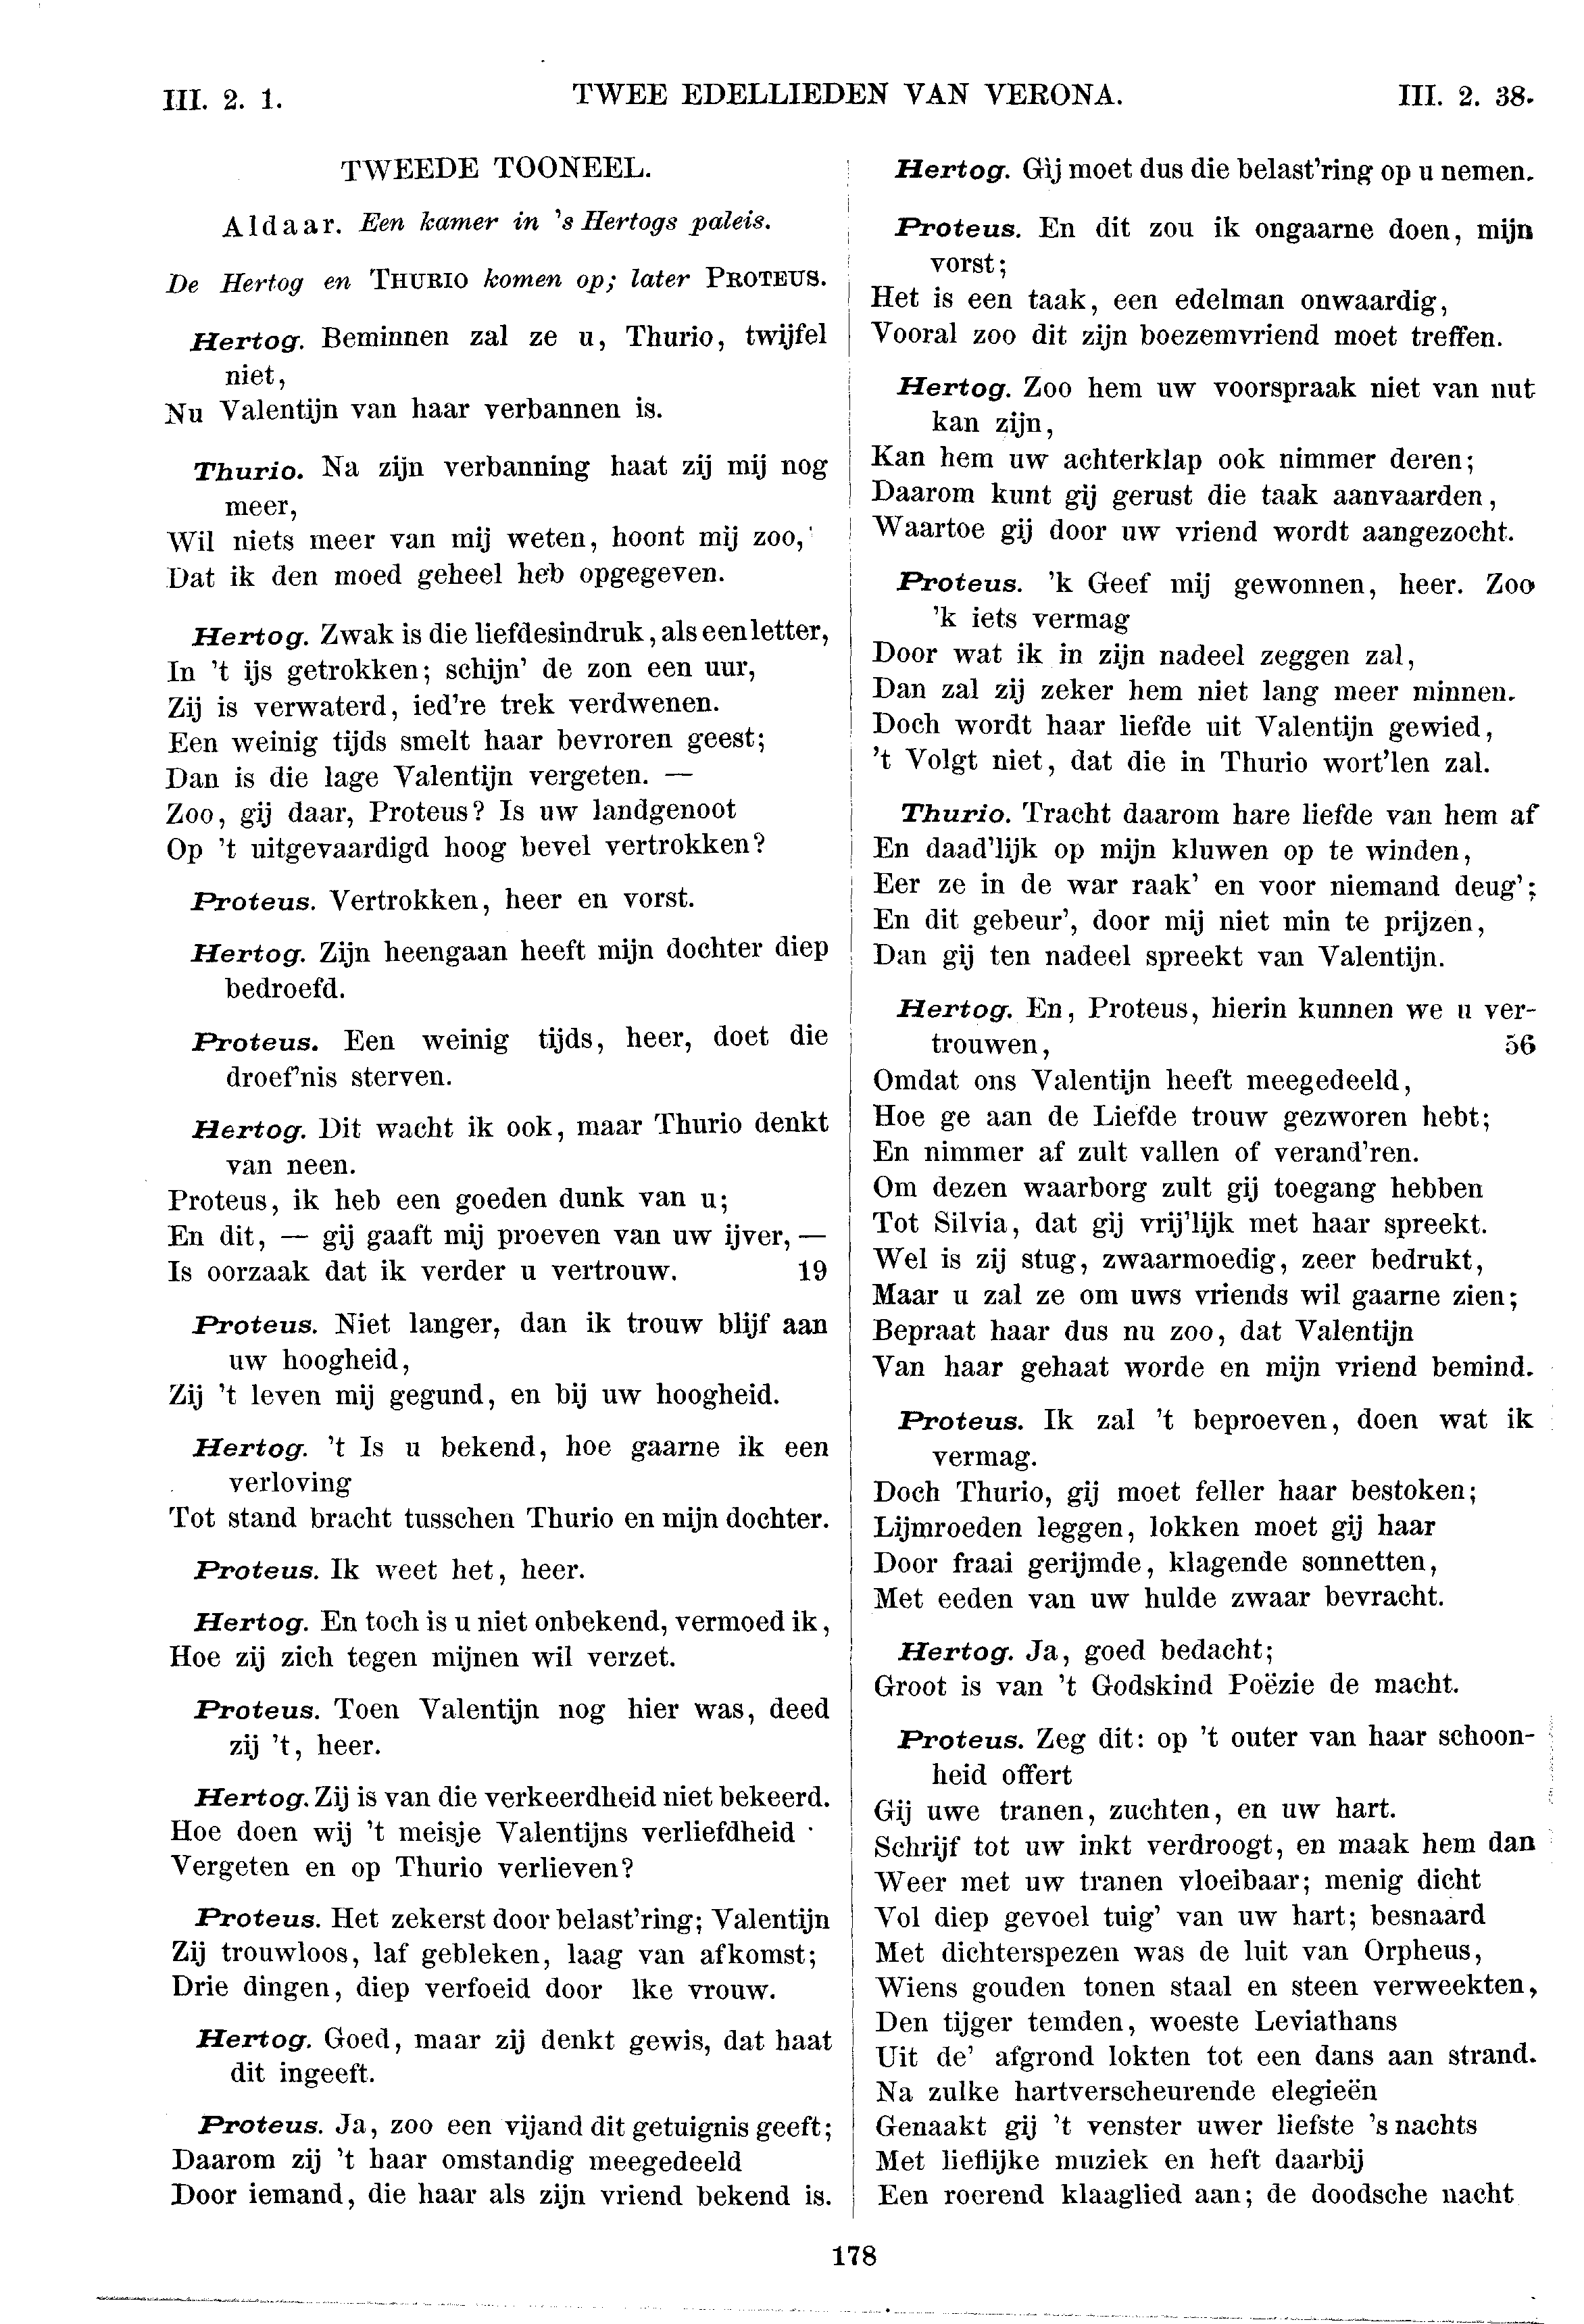 III. 2. 1.
TWEE EDELLIEDEN VAN VERONA.
III. 2. 38.
TWEEDE TOONEEL.
Aldaar. Een kamer in 's Hertogs paleis.
De Hertog en THURIO komen op; later PROTEUS.
Hertog. Beminnen zal ze u, Thurio, twijfel
niet,
Nu Valentijn van haar verbannen is.
Thurio. Na zijn verbanning haat zij mij nog
meer,
Wil niets meer van mij weten, hoont mij zoo,
Dat ik den moed geheel heb opgegeven.
Hertog. Zwak is die liefdesindruk, als een letter,
In 't ijs getrokken; schijn' de zon een uur,
Zij is verwaterd, ied're trek verdwenen.
Een weinig tijds smelt haar bevroren geest;
Dan is die lage Valentijn vergeten. —
Zoo, gij daar, Proteus? Is uw landgenoot
Op 't uitgevaardigd hoog bevel vertrokken?
Proteus. Vertrokken, heer en vorst.
Hertog. Zijn heengaan heeft mijn dochter diep
bedroefd.
Proteus. Een weinig tijds, heer, doet die
droef'nis sterven.
Hertog. Dit wacht ik ook, maar Thurio denkt
van neen.
Proteus, ik heb een goeden dunk van u;
En dit, — gij gaaft mij proeven van uw ijver, —
Is oorzaak dat ik verder u vertrouw. 19
Proteus. Niet langer, dan ik trouw blijf aan
uw hoogheid,
Zij 't leven mij gegund, en bij uw hoogheid.
Hertog. 't Is u bekend, hoe gaarne ik een
verloving
Tot stand bracht tusschen Thurio en mijn dochter.
Proteus. Ik weet het, heer.
Hertog. En toch is u niet onbekend, vermoed ik,
Hoe zij zich tegen mijnen wil verzet.
Proteus. Toen Valentijn nog hier was, deed
zij 't, heer.
Hertog. Zij is van die verkeerdheid niet bekeerd.
Hoe doen wij 't meisje Valentijns verliefdheid
Vergeten en op Thurio verlieven?
Proteus. Het zekerst door belast'ring; Valentijn
Zij trouwloos, laf gebleken, laag van afkomst;
Drie dingen, diep verfoeid door lke vrouw.
Hertog. Goed, maar zij denkt gewis, dat haat
dit ingeeft.
Proteus. Ja, zoo een vijand dit getuignis geeft;
Daarom zij 't haar omstandig meegedeeld
Door iemand, die haar als zijn vriend bekend is.
Hertog. Gij moet dus die belast'ring op u nemen.
Proteus. En dit zou ik ongaarne doen, mijn
vorst;
Het is een taak, een edelman onwaardig,
Vooral zoo dit zijn boezemvriend moet treffen.
Hertog. Zoo hem uw voorspraak niet van nut
kan zijn,
Kan hem uw achterklap ook nimmer deren;
Daarom kunt gij gerust die taak aanvaarden,
Waartoe gij door uw vriend wordt aangezocht.
Proteus. 'k Geef mij gewonnen, heer. Zoo
'k iets vermag
Door wat ik in zijn nadeel zeggen zal,
Dan zal zij zeker hem niet lang meer minnen.
Doch wordt haar liefde uit Valentijn gewied,
't Volgt niet, dat die in Thurio wort'len zal.
Thurio. Tracht daarom hare liefde van hem af
En daad'lijk op mijn kluwen op te winden,
Eer ze in de war raak' en voor niemand deug';
En dit gebeur', door mij niet min te prijzen,
Dan gij ten nadeel spreekt van Valentijn.
Hertog. En, Proteus, hierin kunnen we u ver-
trouwen, 56
Omdat ons Valentijn heeft meegedeeld,
Hoe ge aan de Liefde trouw gezworen hebt;
En nimmer af zult vallen of verand'ren.
Om dezen waarborg zult gij toegang hebben
Tot Silvia, dat gij vrij'lijk met haar spreekt.
Wel is zij stug, zwaarmoedig, zeer bedrukt,
Maar u zal ze om uws vriends wil gaarne zien;
Bepraat haar dus nu zoo, dat Valentijn
Van haar gehaat worde en mijn vriend bemind.
Proteus. Ik zal 't beproeven, doen wat ik
vermag.
Doch Thurio, gij moet feller haar bestoken;
Lijmroeden leggen, lokken moet gij haar
Door fraai gerijmde, klagende sonnetten,
Met eeden van uw hulde zwaar bevracht.
Hertog. Ja, goed bedacht;
Groot is van 't Godskind Poëzie de macht.
Proteus. Zeg dit: op 't outer van haar schoon-
heid offert
Gij uwe tranen, zuchten, en uw hart.
Schrijf tot uw inkt verdroogt, en maak hem dan
Weer met uw tranen vloeibaar; menig dicht
Vol diep gevoel tuig' van uw hart; besnaard
Met dichterspezen was de luit van Orpheus,
Wiens gouden tonen staal en steen verweekten,
Den tijger temden, woeste Leviathans
Uit de' afgrond lokten tot een dans aan strand.
Na zulke hartverscheurende elegieën
Genaakt gij 't venster uwer liefste 's nachts
Met lieflijke muziek en heft daarbij
Een roerend klaaglied aan; de doodsche nacht
178